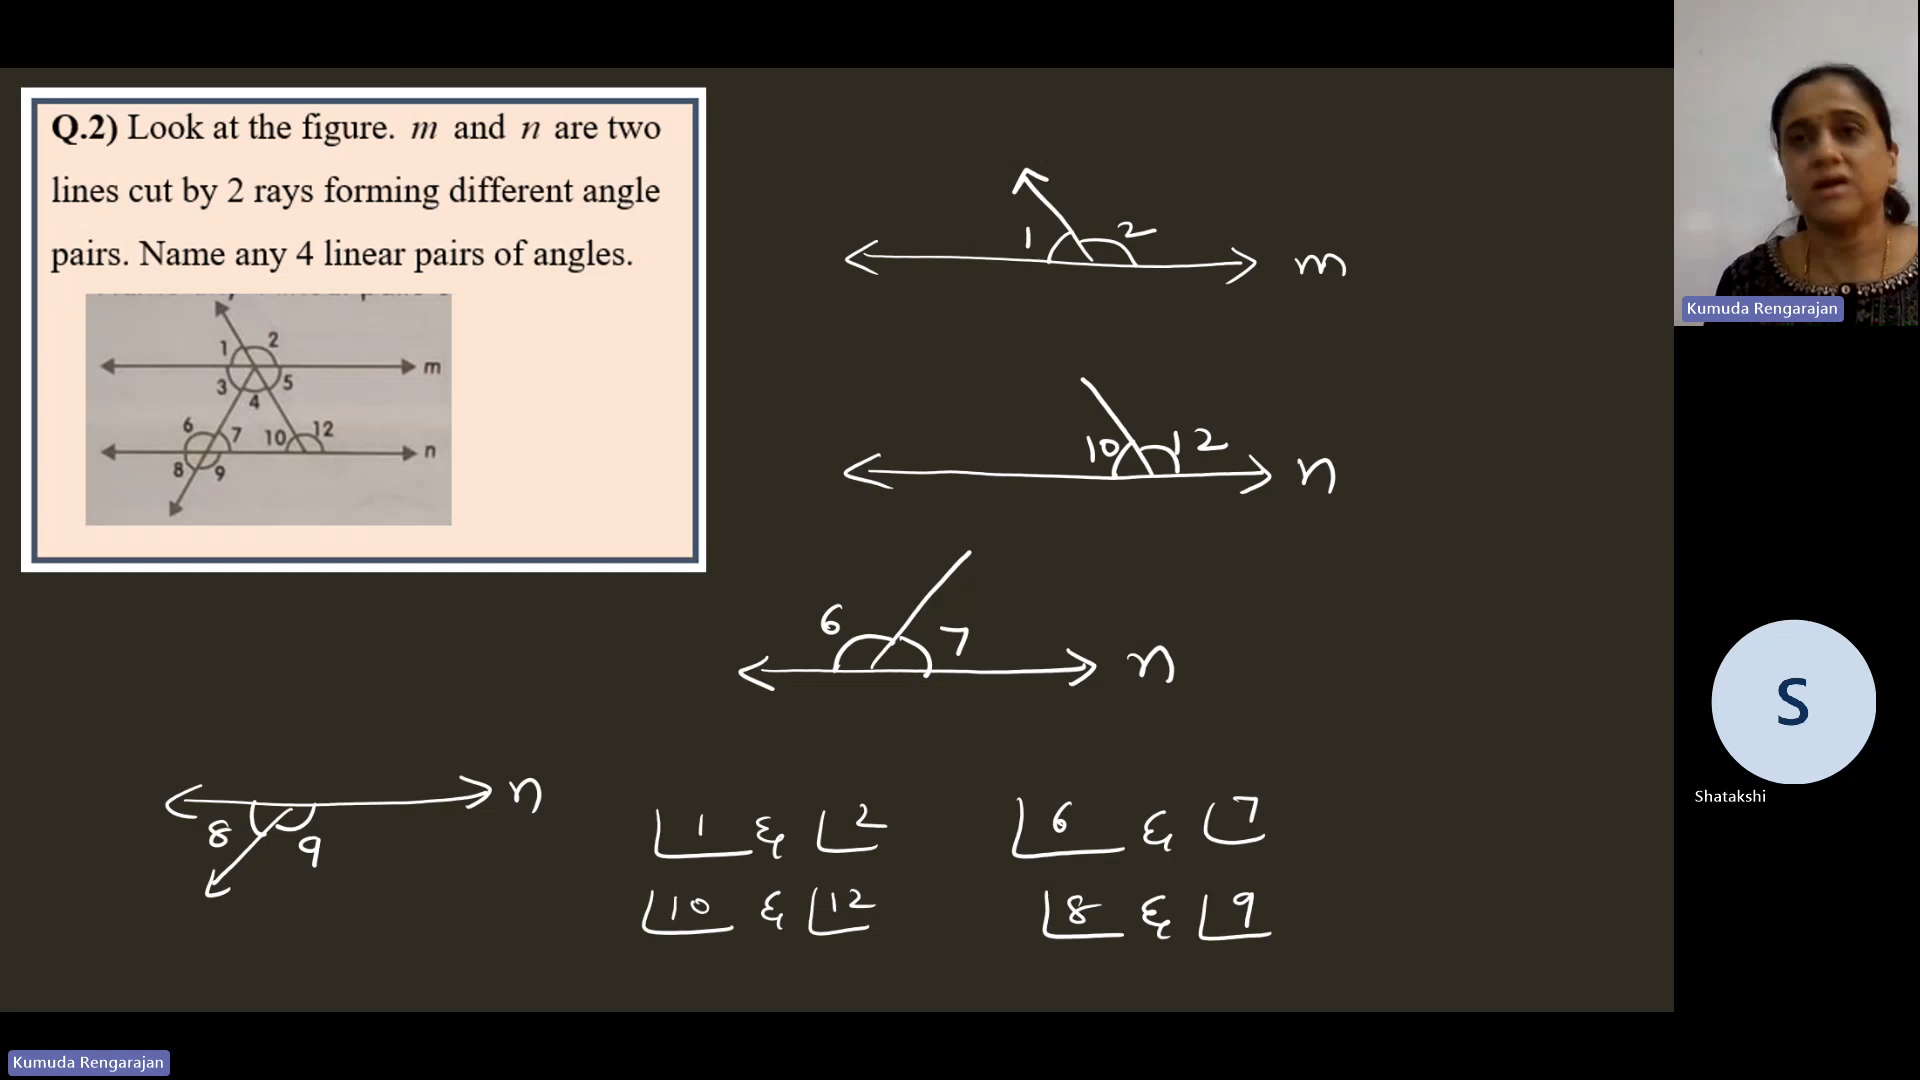 Q.2) Look at the figure. m and n are two
lines cut by 2 rays forming different angle
pairs. Name any 4 linear pairs of angles.
1 2
m
3 5
4
6 7 10 12
n
8 9
1 2
m
10 12
n
6 7
n
n
8 9
∠1 & ∠2
∠6 & ∠7
∠10 & ∠12
∠8 & ∠9
Kumuda Rengarajan
S
Shatakshi
Kumuda Rengarajan